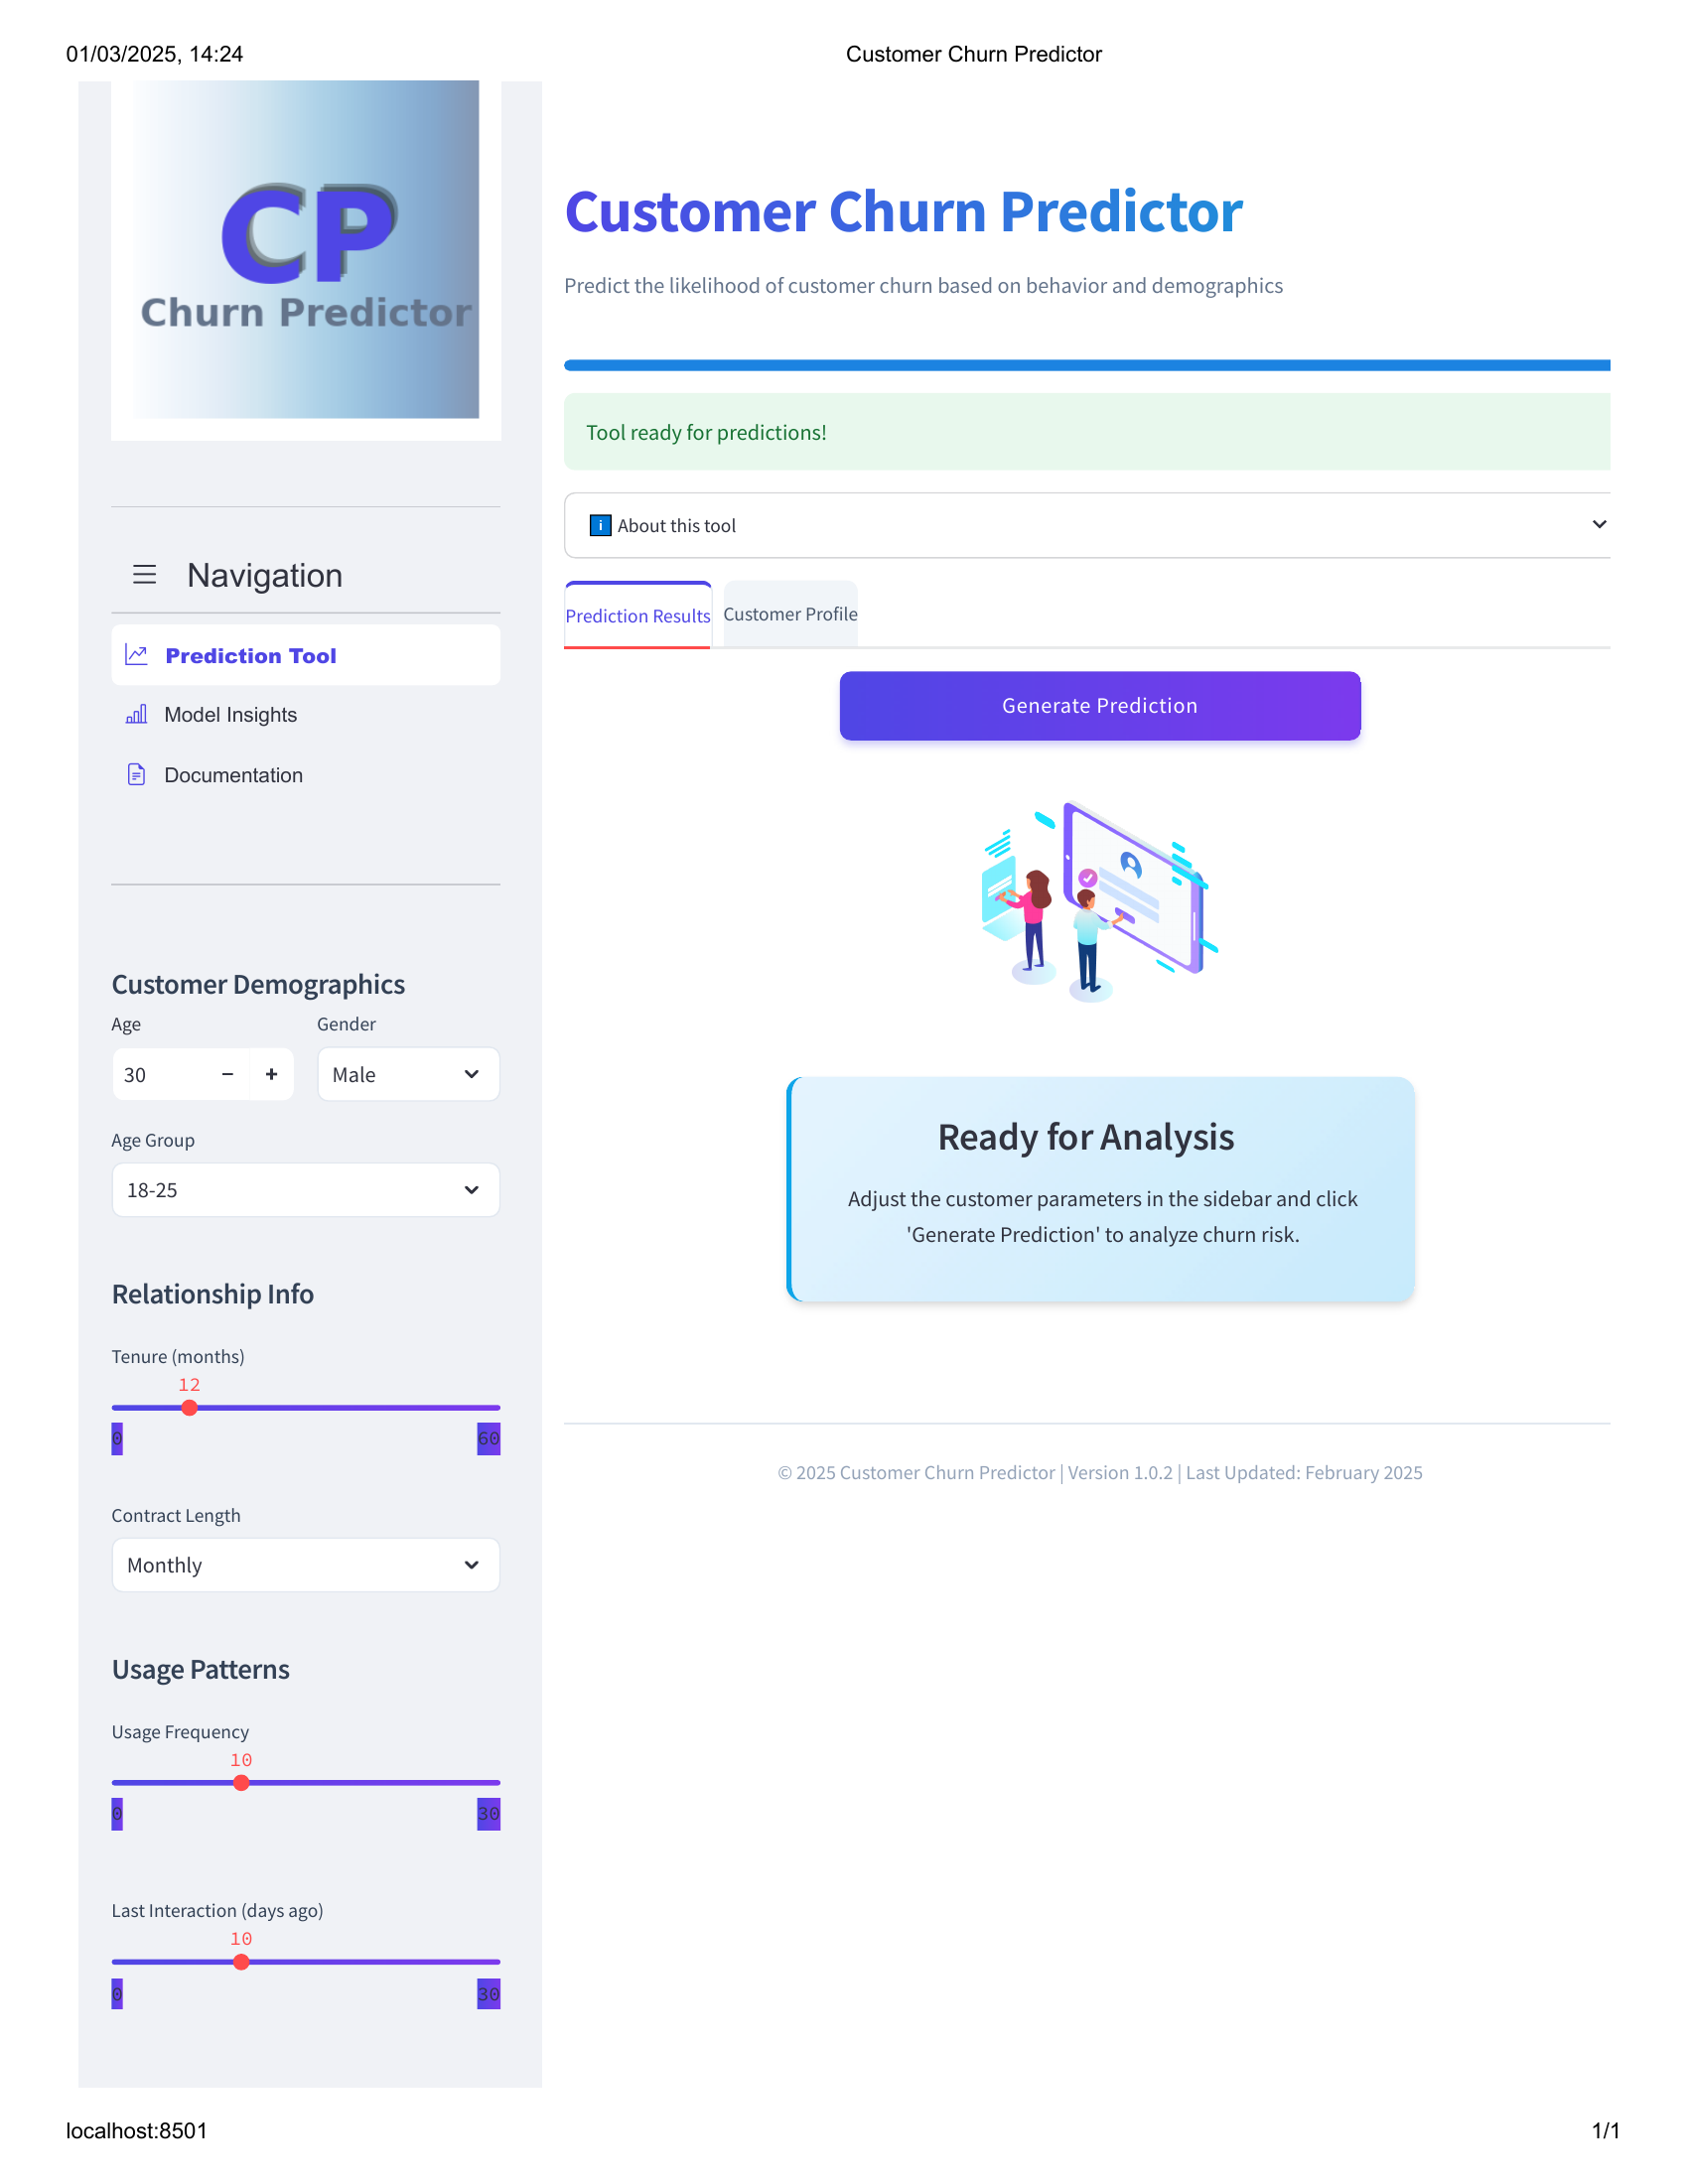 01/03/2025, 14:24
Customer Churn Predictor
CP
Churn Predictor
Navigation
Prediction Tool
Model Insights
Documentation
Customer Demographics
Age
Gender
30
Male
Age Group
18-25
Relationship Info
Tenure (months)
12
0
60
Contract Length
Monthly
Usage Patterns
Usage Frequency
10
0
30
Last Interaction (days ago)
10
0
30
Customer Churn Predictor
Predict the likelihood of customer churn based on behavior and demographics
Tool ready for predictions!
i About this tool
Prediction Results
Customer Profile
Generate Prediction
Ready for Analysis
Adjust the customer parameters in the sidebar and click
'Generate Prediction' to analyze churn risk.
© 2025 Customer Churn Predictor | Version 1.0.2 | Last Updated: February 2025
localhost:8501
1/1